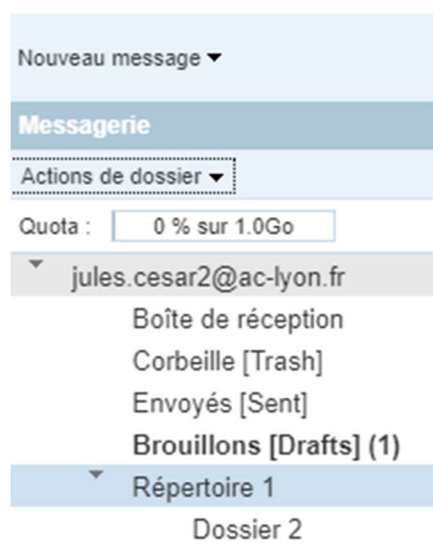 Nouveau message
Messagerie
Actions de dossier
Quota : 0 % sur 1.0Go
jules.cesar2@ac-lyon.fr
Boîte de réception
Corbeille [Trash]
Envoyés [Sent]
Brouillons [Drafts] (1)
Répertoire 1
Dossier 2